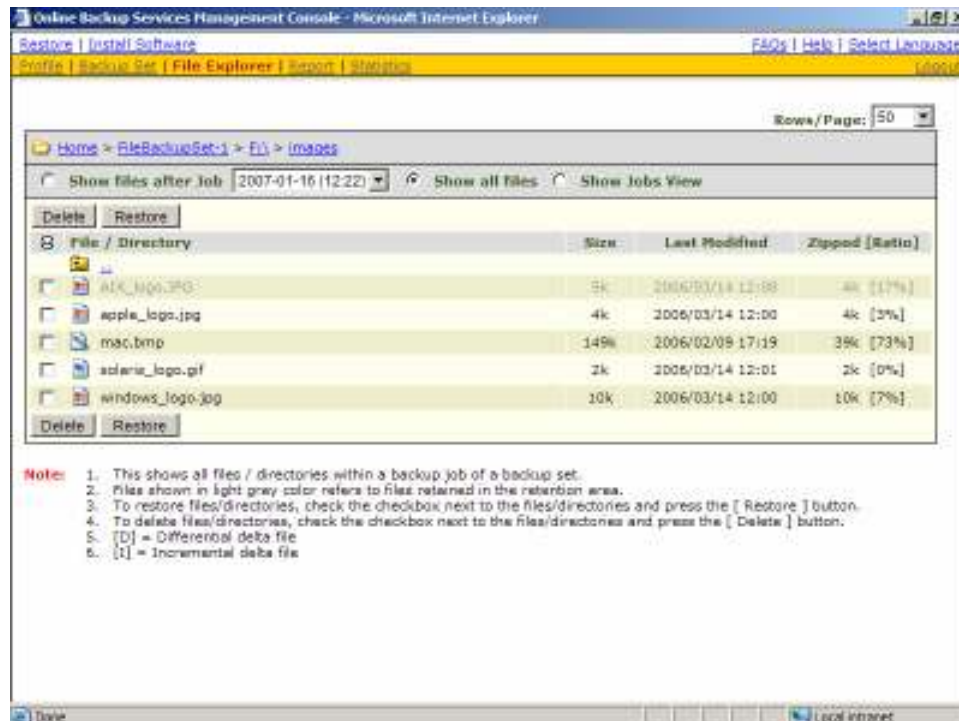 Online Backup Services Management Console - Microsoft Internet Explorer
Restore | Install Software FAQs | Help | Select Language
Profile | Backup Set | File Explorer | Report | Statistics Logout
Rows/Page: 50
Home > FileBackupSet-1 > F:\ > images
Show files after Job 2007-01-16 (12:22) Show all files Show Jobs View
Delete Restore
File / Directory Size Last Modified Zipped [Ratio]
..
AIX_logo.JPG 5k 2006/03/14 4k [17%]
apple_logo.jpg 4k 2006/03/14 12:00 4k [3%]
mac.bmp 149k 2006/02/09 17:19 39k [73%]
solaris_logo.gif 2k 2006/03/14 12:01 2k [0%]
windows_logo.jpg 10k 2006/03/14 12:00 10k [7%]
Delete Restore
Note: 1. This shows all files / directories within a backup job of a backup set.
2. Files shown in light gray color refers to files retained in the retention area.
3. To restore files/directories, check the checkbox next to the files/directories and press the [ Restore ] button.
4. To delete files/directories, check the checkbox next to the files/directories and press the [ Delete ] button.
5. [D] = Differential delta file
6. [I] = Incremental delta file
Done Local intranet